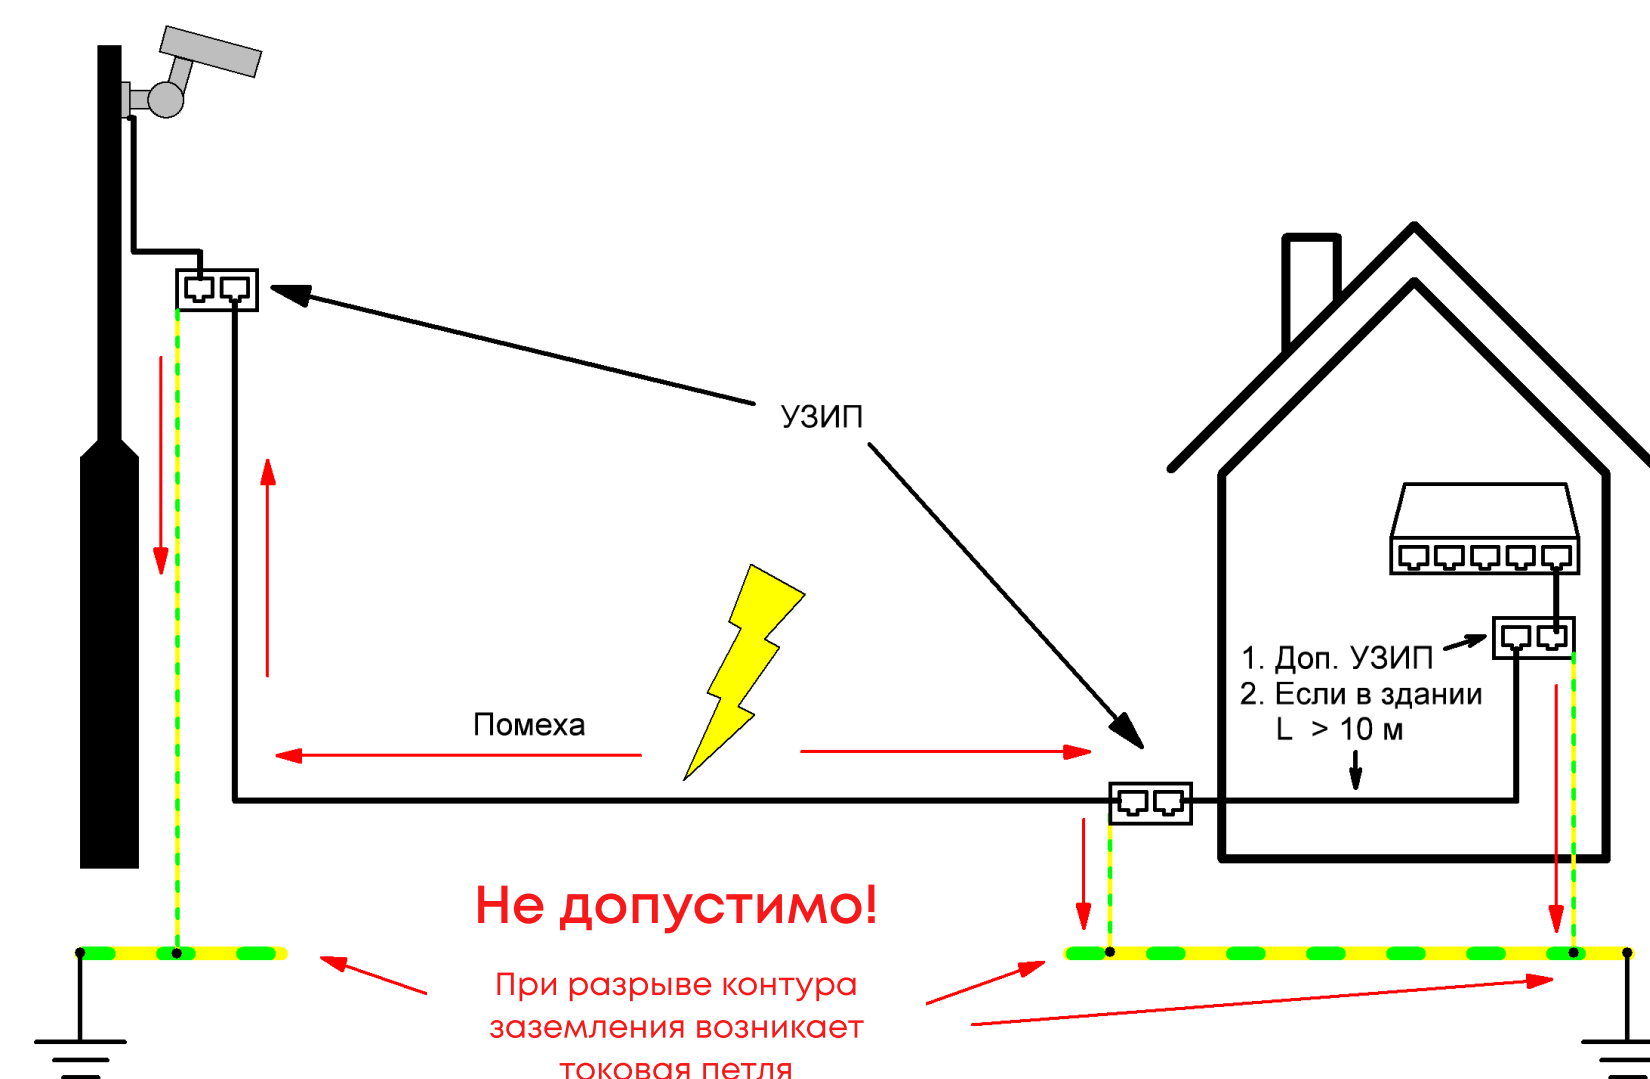 УЗИП
1. Доп. УЗИП
2. Если в здании
L > 10 м
Помеха
Не допустимо!
При разрыве контура
заземления возникает
токовая петля